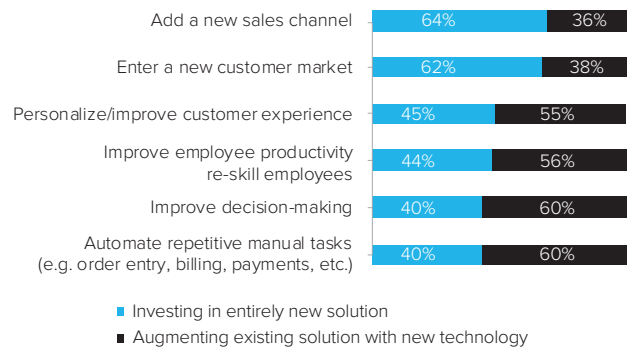 Add a new sales channel 64% 36%
Enter a new customer market 62% 38%
Personalize/improve customer experience 45% 55%
Improve employee productivity
re-skill employees 44% 56%
Improve decision-making 40% 60%
Automate repetitive manual tasks
(e.g. order entry, billing, payments, etc.) 40% 60%
Investing in entirely new solution
Augmenting existing solution with new technology